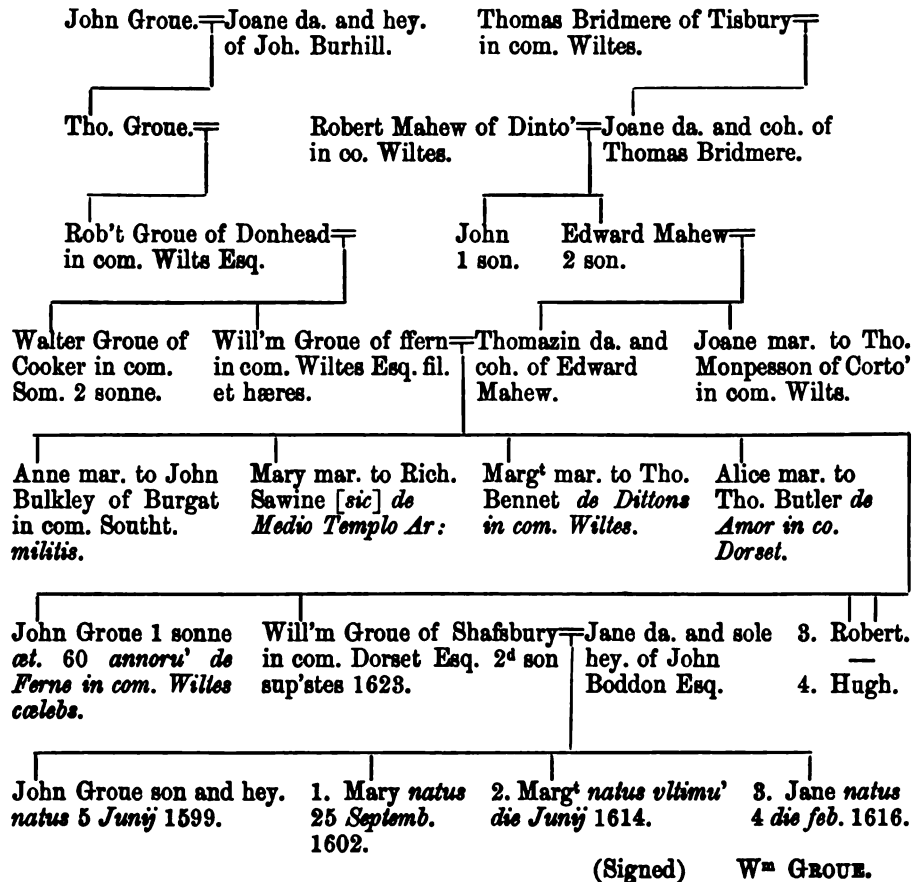 John Groue.
Joane da. and hey.
of Joh. Burhill.
Thomas Bridmere of Tisbury
in com. Wiltes.
Tho. Groue.
Robert Mahew of Dinto'
in co. Wiltes.
Joane da. and coh. of
Thomas Bridmere.
Rob't Groue of Donhead
in com. Wilts Esq.
John
1 son.
Edward Mahew
2 son.
Walter Groue of
Cooker in com.
Som. 2 sonne.
Will'm Groue of ffern
in com. Wiltes Esq. fil.
et hæres.
Thomazin da. and
coh. of Edward
Mahew.
Joane mar. to Tho.
Monpesson of Corto'
in com. Wilts.
Anne mar. to John
Bulkley of Burgat
in com. Southt.
militis.
Mary mar. to Rich.
Sawine [sic] de
Medio Templo Ar:
Margᵗ mar. to Tho.
Bennet de Dittons
in com. Wiltes.
Alice mar. to
Tho. Butler de
Amor in co.
Dorset.
John Groue 1 sonne
æt. 60 annoru' de
Ferne in com. Wiltes
cælebs.
Will'm Groue of Shafsbury
in com. Dorset Esq. 2ᵈ son
sup'stes 1623.
Jane da. and sole
hey. of John
Boddon Esq.
3. Robert.
—
4. Hugh.
John Groue son and hey.
natus 5 Junij 1599.
1. Mary natus
25 Septemb.
1602.
2. Margᵗ natus vltimu'
die Junij 1614.
3. Jane natus
4 die feb. 1616.
(Signed) Wᵐ GROUE.